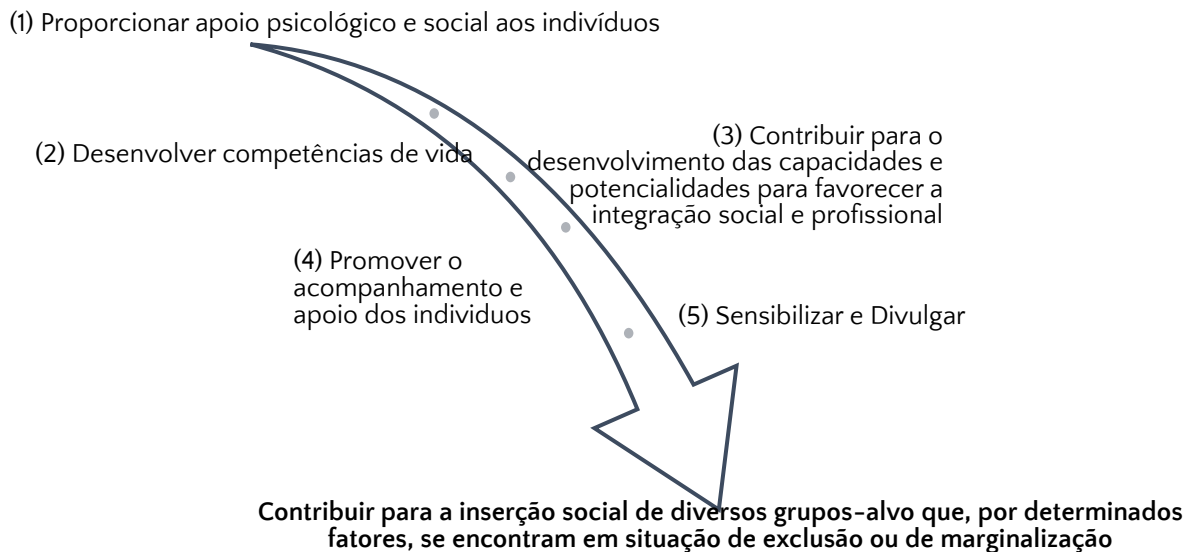 (1) Proporcionar apoio psicológico e social aos indivíduos
(2) Desenvolver competências de vida
(3) Contribuir para o
desenvolvimento das capacidades e
potencialidades para favorecer a
integração social e profissional
(4) Promover o
acompanhamento e
apoio dos individuos
(5) Sensibilizar e Divulgar
Contribuir para a inserção social de diversos grupos-alvo que, por determinados
fatores, se encontram em situação de exclusão ou de marginalização